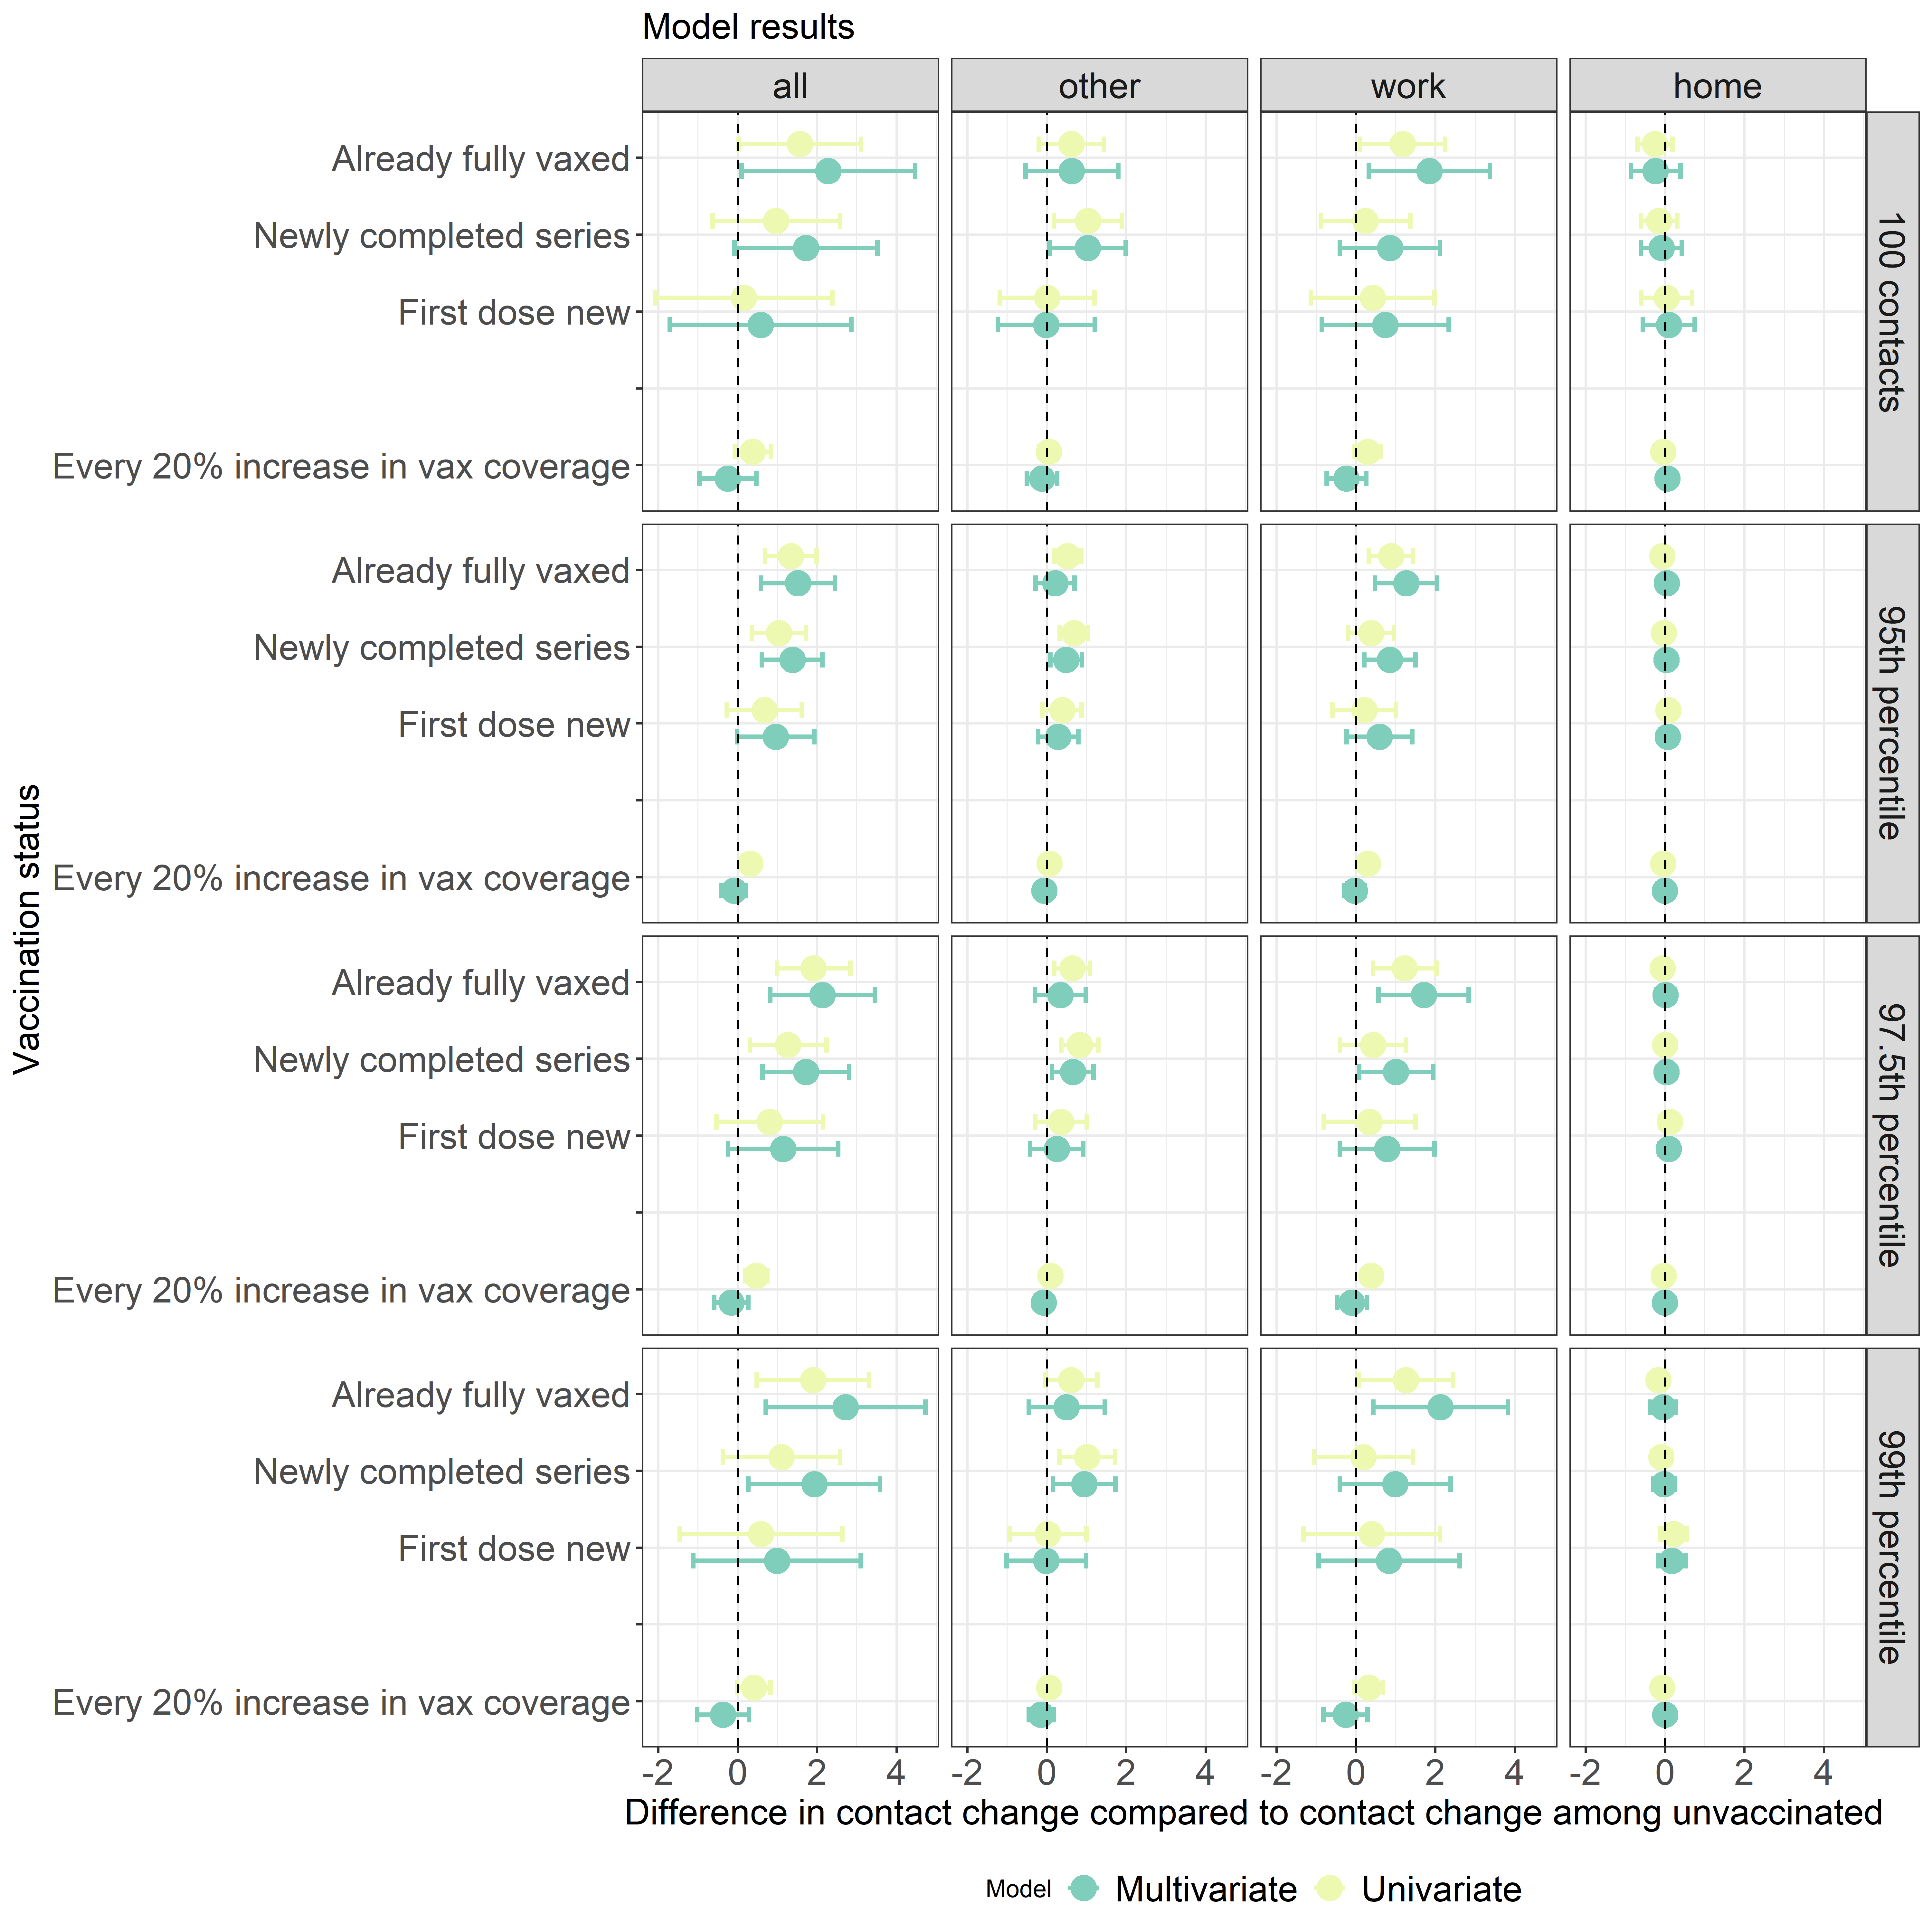 Model results
all other work home
Already fully vaxed
Newly completed series
First dose new
Every 20% increase in vax coverage
100 contacts
Already fully vaxed
Newly completed series
First dose new
Every 20% increase in vax coverage
95th percentile
Already fully vaxed
Newly completed series
First dose new
Every 20% increase in vax coverage
97.5th percentile
Already fully vaxed
Newly completed series
First dose new
Every 20% increase in vax coverage
99th percentile
Vaccination status
-2 0 2 4 -2 0 2 4 -2 0 2 4 -2 0 2 4
Difference in contact change compared to contact change among unvaccinated
Model Multivariate Univariate